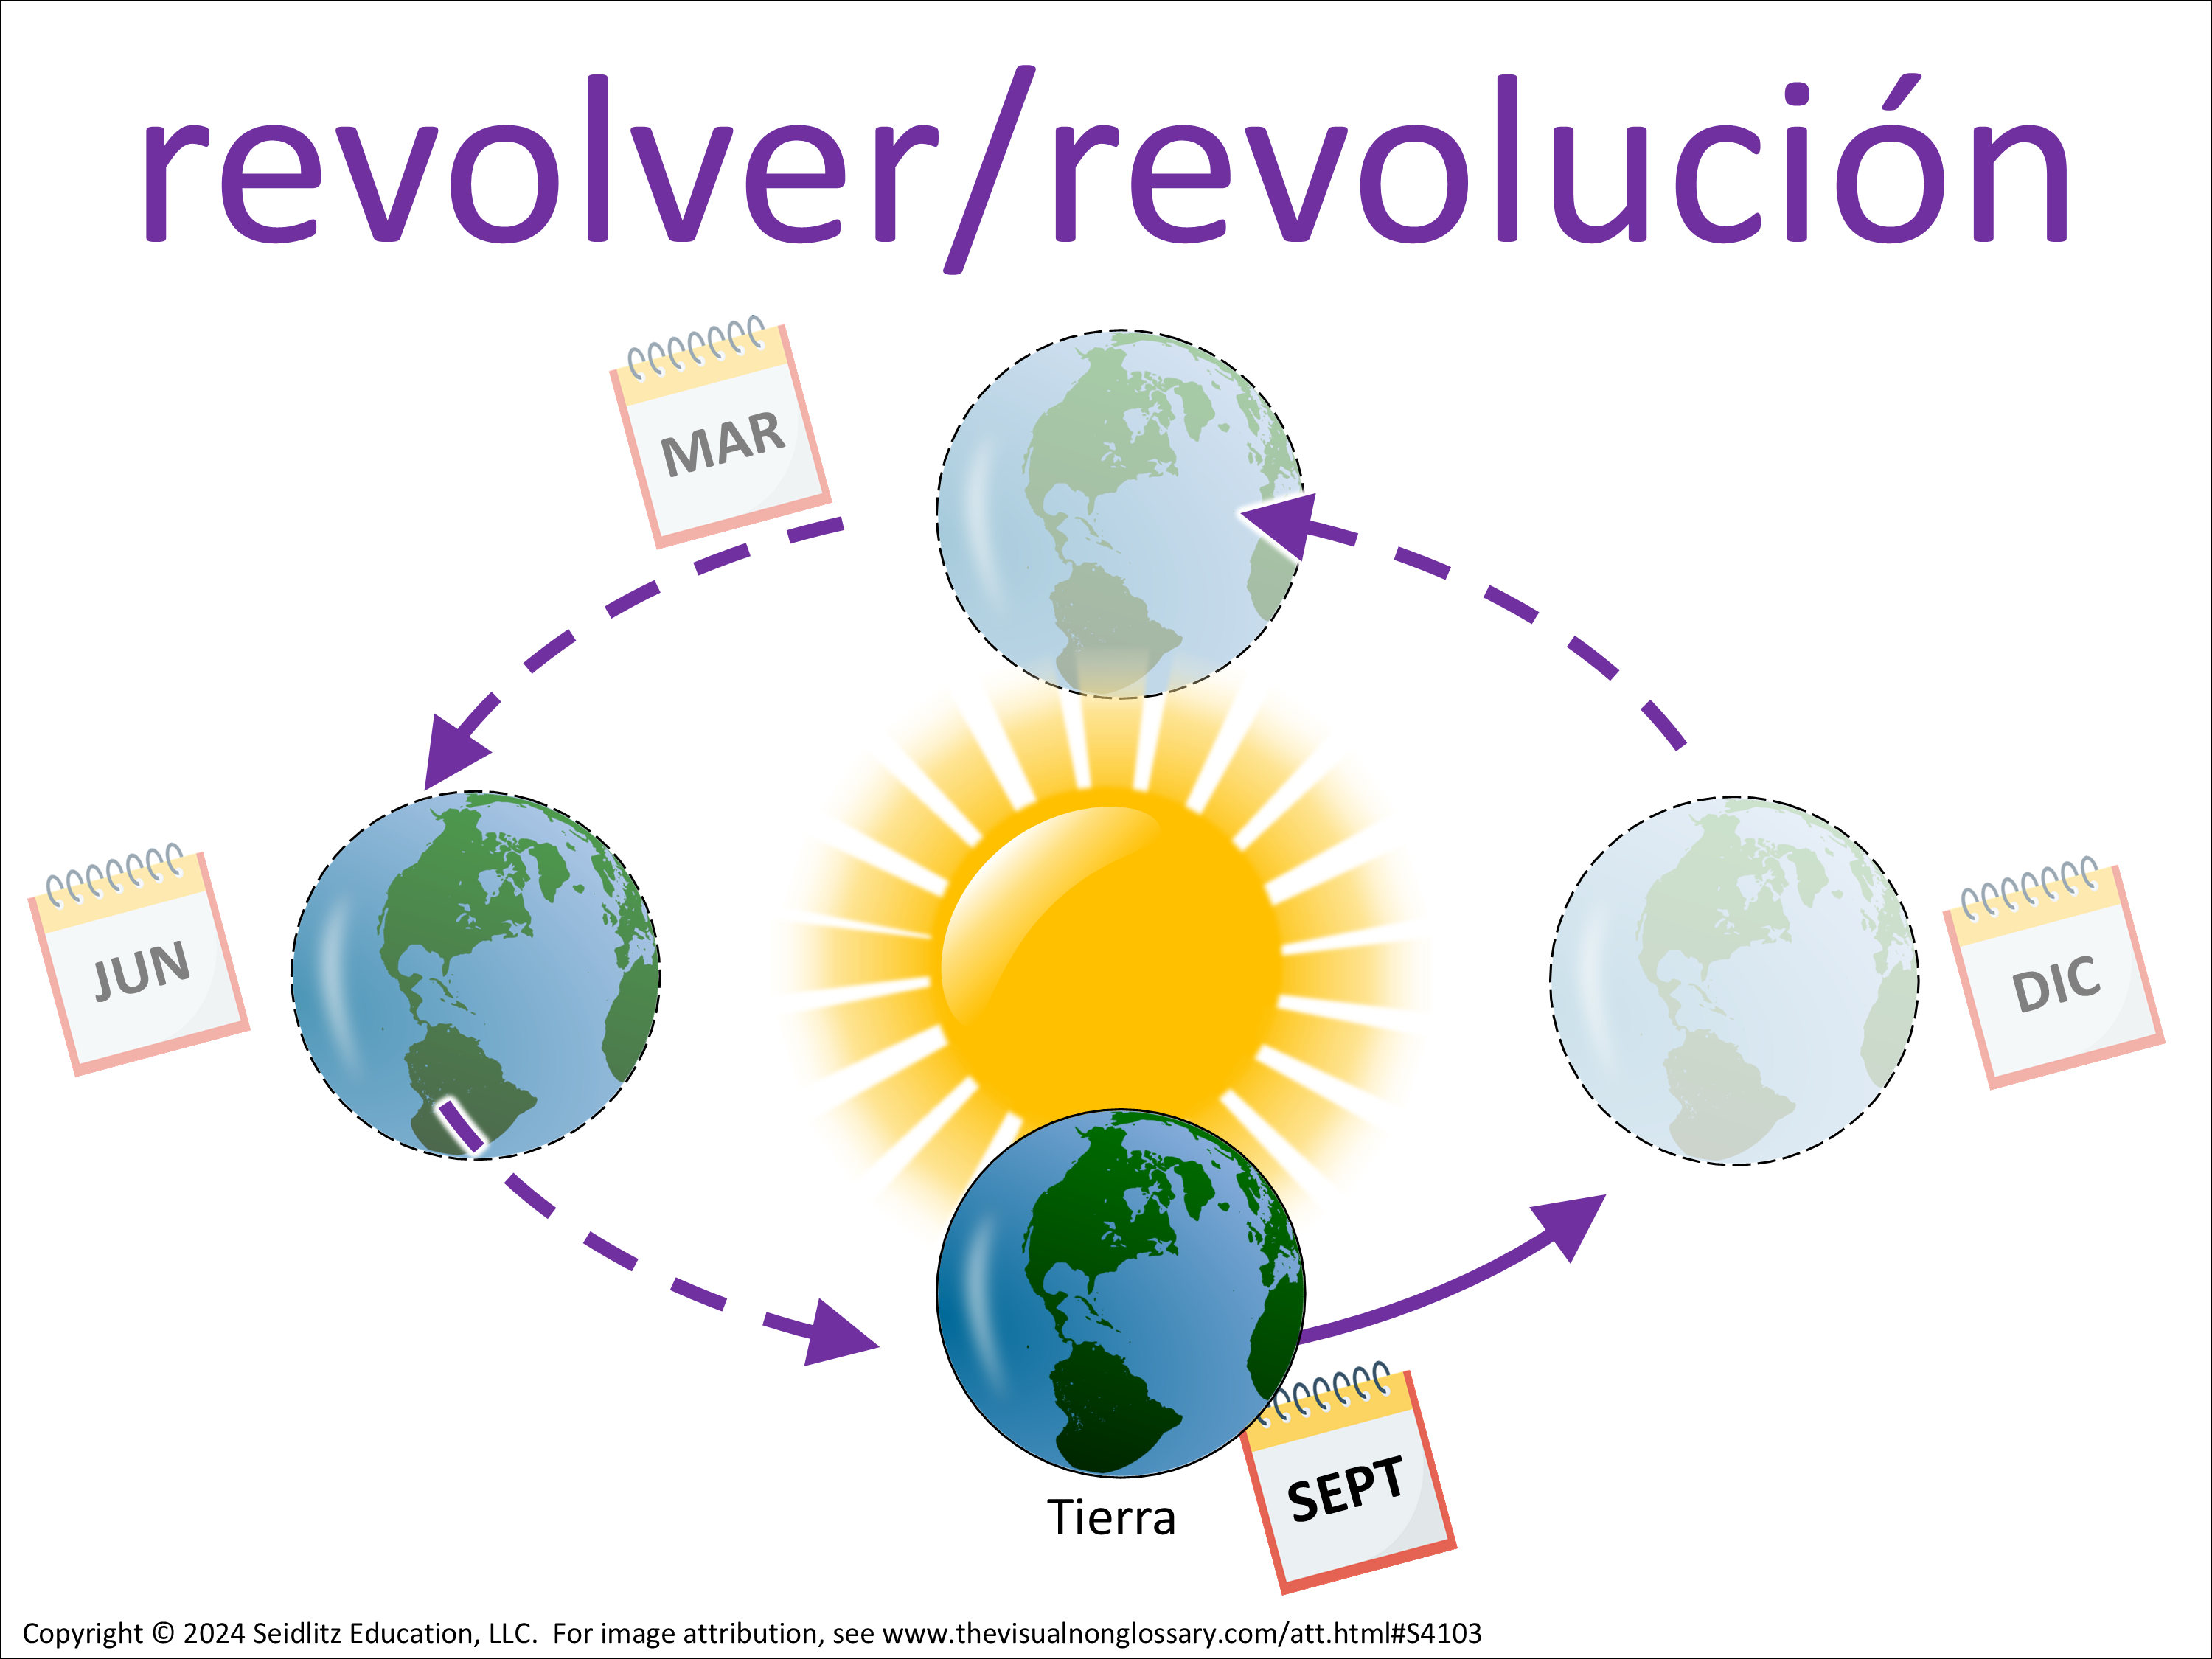 revolver/revolución
MAR
JUN
DIC
SEPT
Tierra
Copyright © 2024 Seidlitz Education, LLC.  For image attribution, see www.thevisualnonglossary.com/att.html#S4103